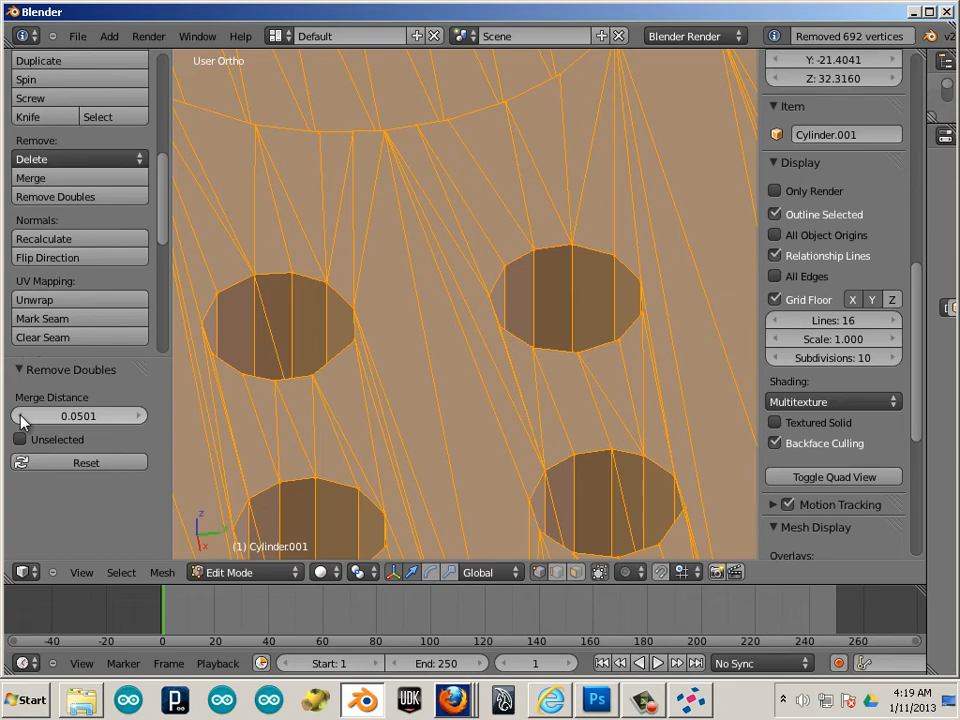 Blender
File Add Render Window Help Default Scene Blender Render Removed 692 vertices v2
Duplicate
Spin
Screw
Knife Select
Remove:
Delete
Merge
Remove Doubles
Normals:
Recalculate
Flip Direction
UV Mapping:
Unwrap
Mark Seam
Clear Seam
Remove Doubles
Merge Distance
0.0501
Unselected
Reset
User Ortho
z
y
x
(1) Cylinder.001
Y: -21.4041
Z: 32.3160
Item
Cylinder.001
Display
Only Render
Outline Selected
All Object Origins
Relationship Lines
All Edges
Grid Floor X Y Z
Lines: 16
Scale: 1.000
Subdivisions: 10
Shading:
Multitexture
Textured Solid
Backface Culling
Toggle Quad View
Motion Tracking
Mesh Display
Overlays:
View Select Mesh Edit Mode Global
-40 -20 0 20 40 60 80 100 120 140 160 180 200 220 240 260
View Marker Frame Playback Start: 1 End: 250 1 No Sync
Start UDK Ps 4:19 AM
1/11/2013